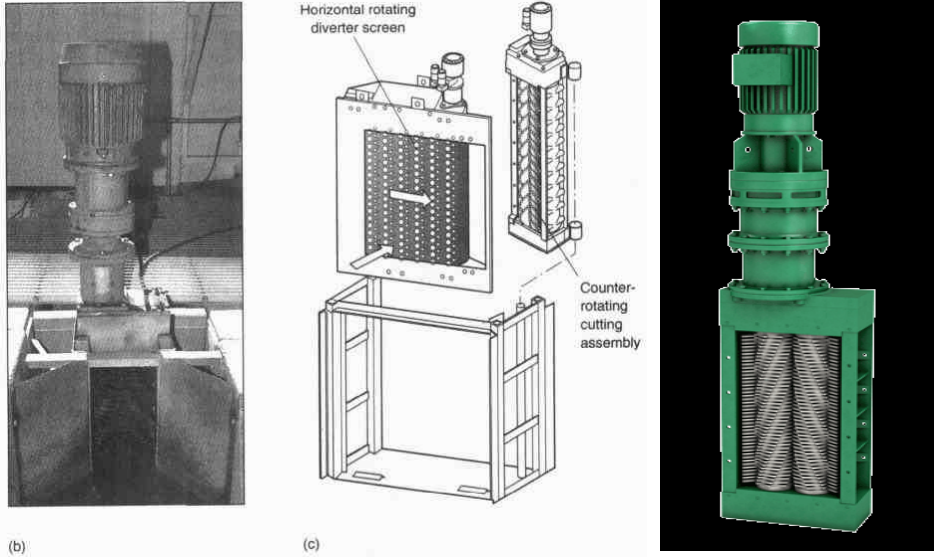 Horizontal rotating
diverter screen
Counter-
rotating
cutting
assembly
(b)
(c)